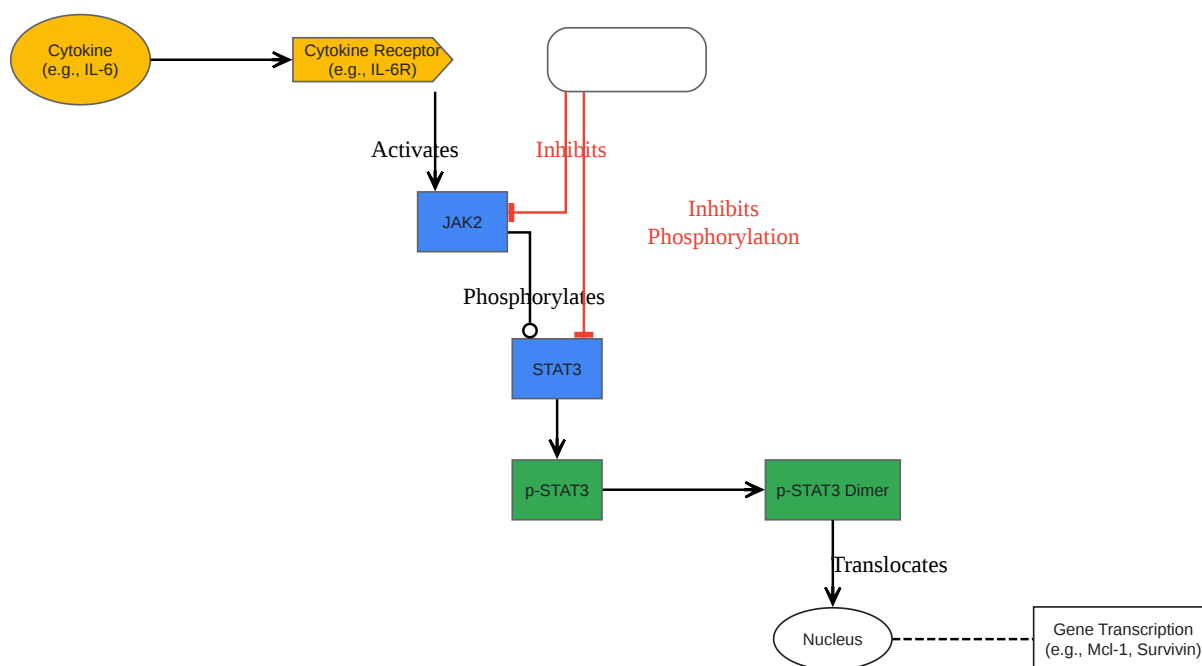 Cytokine
(e.g., IL-6)
Cytokine Receptor
(e.g., IL-6R)
Activates
Inhibits
JAK2
Inhibits
Phosphorylation
Phosphorylates
STAT3
p-STAT3
p-STAT3 Dimer
Translocates
Nucleus
Gene Transcription
(e.g., Mcl-1, Survivin)